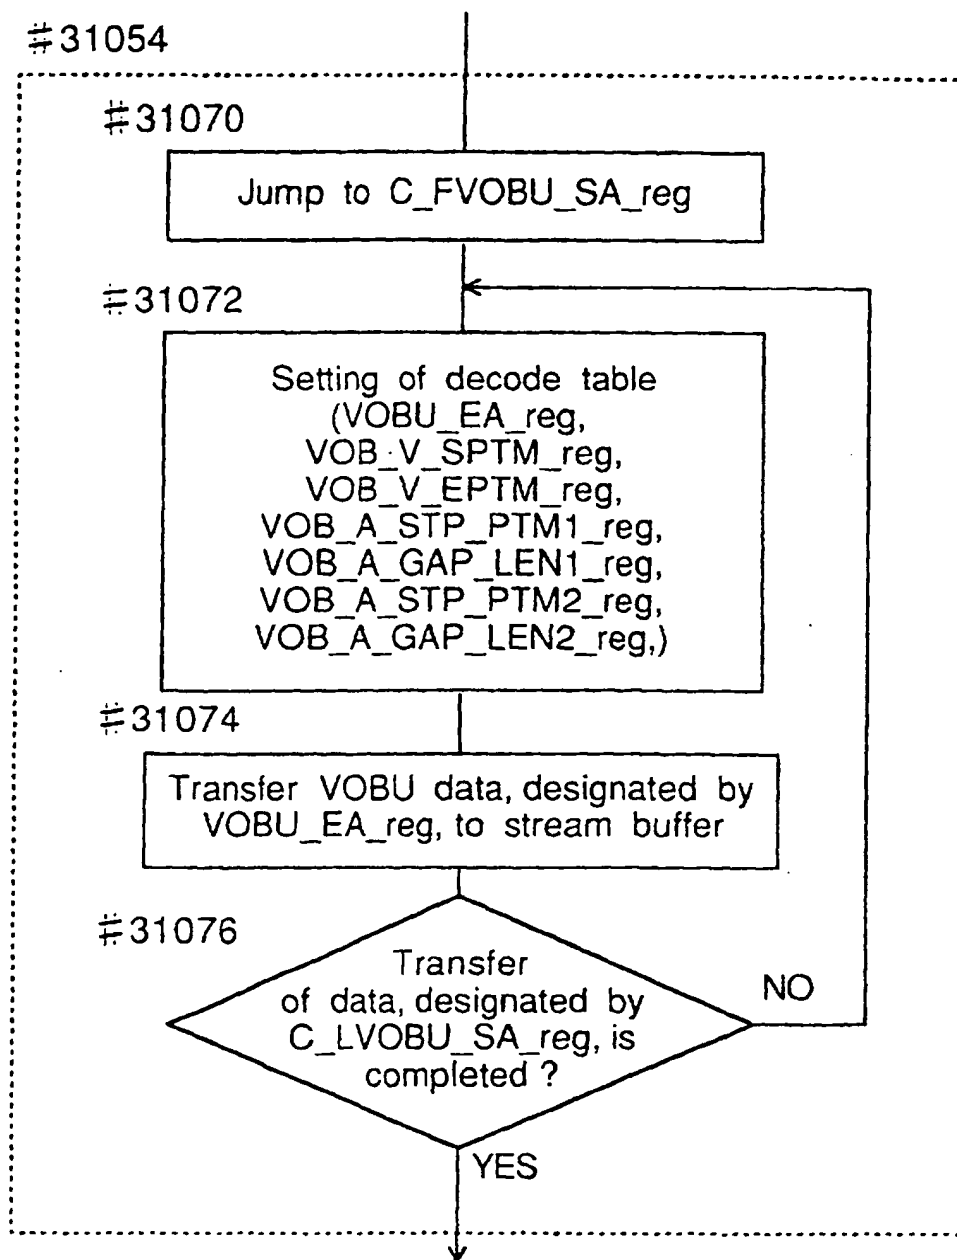 #31054
#31070
Jump to C_FVOBU_SA_reg
#31072
Setting of decode table
(VOBU_EA_reg,
VOB_V_SPTM_reg,
VOB_V_EPTM_reg,
VOB_A_STP_PTM1_reg,
VOB_A_GAP_LEN1_reg,
VOB_A_STP_PTM2_reg,
VOB_A_GAP_LEN2_reg,)
#31074
Transfer VOBU data, designated by
VOBU_EA_reg, to stream buffer
#31076
Transfer
of data, designated by
C_LVOBU_SA_reg, is
completed ?
NO
YES